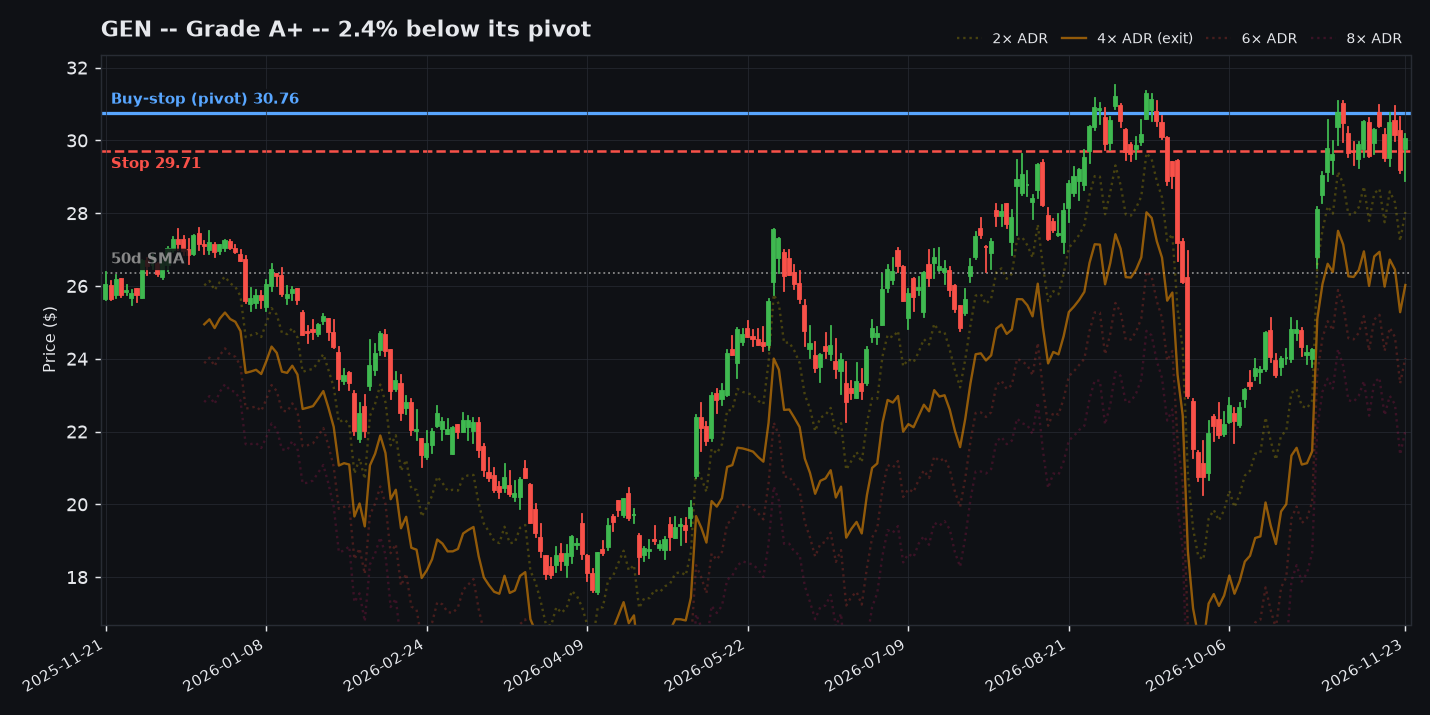 GEN -- Grade A+ -- 2.4% below its pivot
2× ADR
4× ADR (exit)
6× ADR
8× ADR
Buy-stop (pivot) 30.76
Stop 29.71
50d SMA
Price ($)
32
30
28
26
24
22
20
18
2025-11-21
2026-01-08
2026-02-24
2026-04-09
2026-05-22
2026-07-09
2026-08-21
2026-10-06
2026-11-23